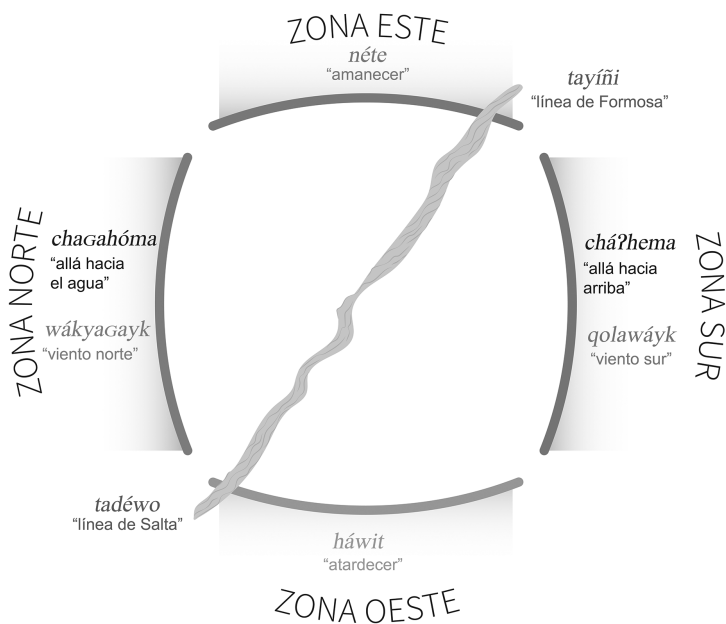 ZONA ESTE
néte
“amanecer”
tayíñi
“línea de Formosa”
ZONA NORTE
chaɢahóma
“allá hacia
el agua”
wákyaɢayk
“viento norte”
cháʔhema
“allá hacia
arriba”
qolawáyk
“viento sur”
ZONA SUR
tadéwo
“línea de Salta”
háwit
“atardecer”
ZONA OESTE